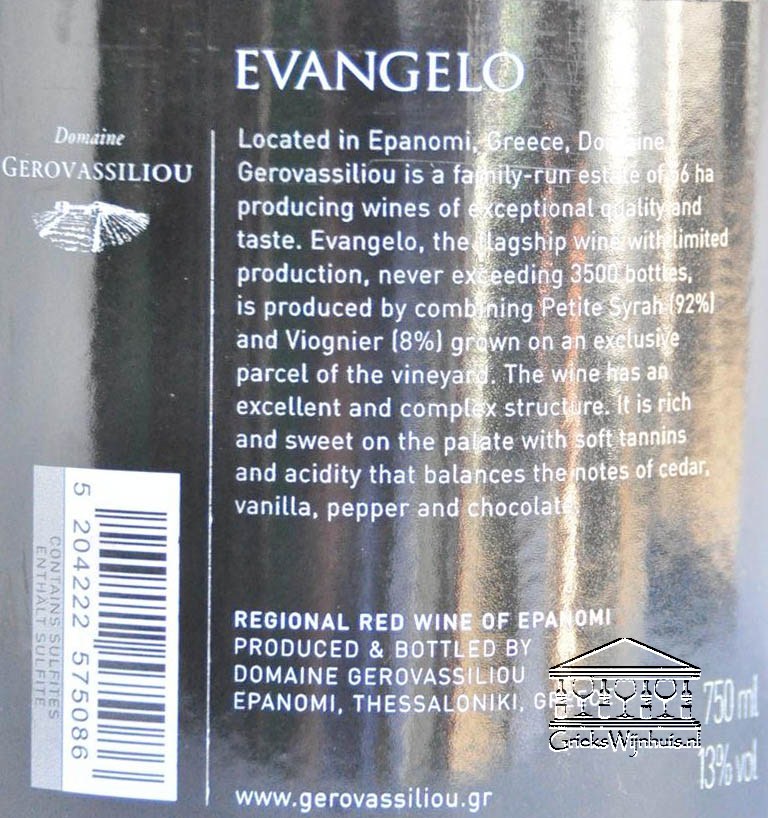 EVANGELO
Domaine
GEROVASSILIOU
Located in Epanomi, Greece, Domaine
Gerovassiliou is a family-run estate of 56 ha
producing wines of exceptional quality and
taste. Evangelo, the flagship wine with limited
production, never exceeding 3500 bottles,
is produced by combining Petite Syrah (92%)
and Viognier (8%) grown on an exclusive
parcel of the vineyard. The wine has an
excellent and complex structure. It is rich
and sweet on the palate with soft tannins
and acidity that balances the notes of cedar,
vanilla, pepper and chocolate.
REGIONAL RED WINE OF EPANOMI
PRODUCED & BOTTLED BY
DOMAINE GEROVASSILIOU
EPANOMI, THESSALONIKI, GREECE
www.gerovassiliou.gr
750 ml
13% vol
5 204222 575086
CONTAINS SULFITES
ENTHÄLT SULFITE
GrieksWijnhuis.nl